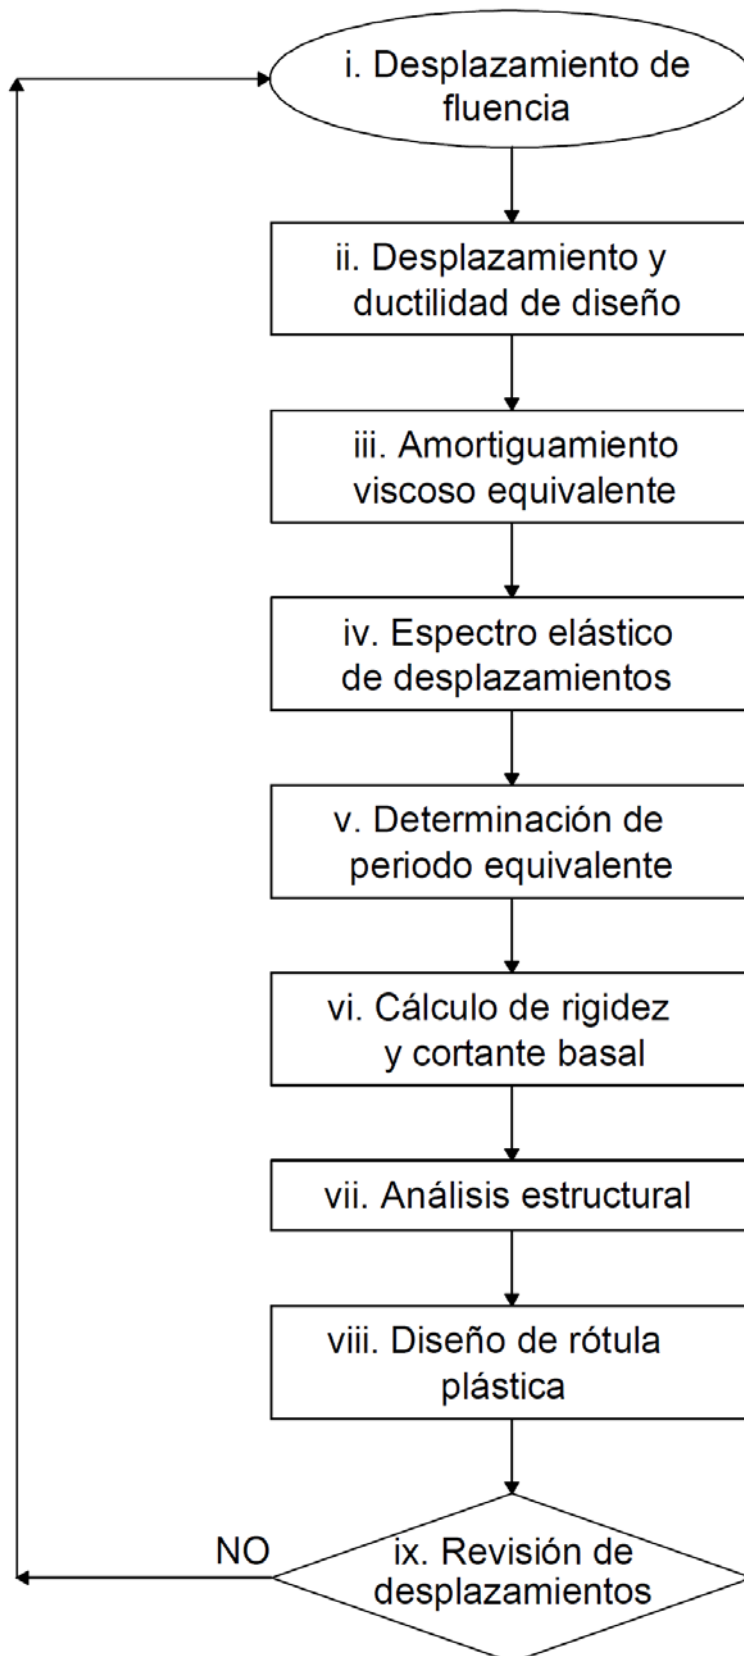 i. Desplazamiento de
fluencia
ii. Desplazamiento y
ductilidad de diseño
iii. Amortiguamiento
viscoso equivalente
iv. Espectro elástico
de desplazamientos
v. Determinación de
periodo equivalente
vi. Cálculo de rigidez
y cortante basal
vii. Análisis estructural
viii. Diseño de rótula
plástica
NO
ix. Revisión de
desplazamientos